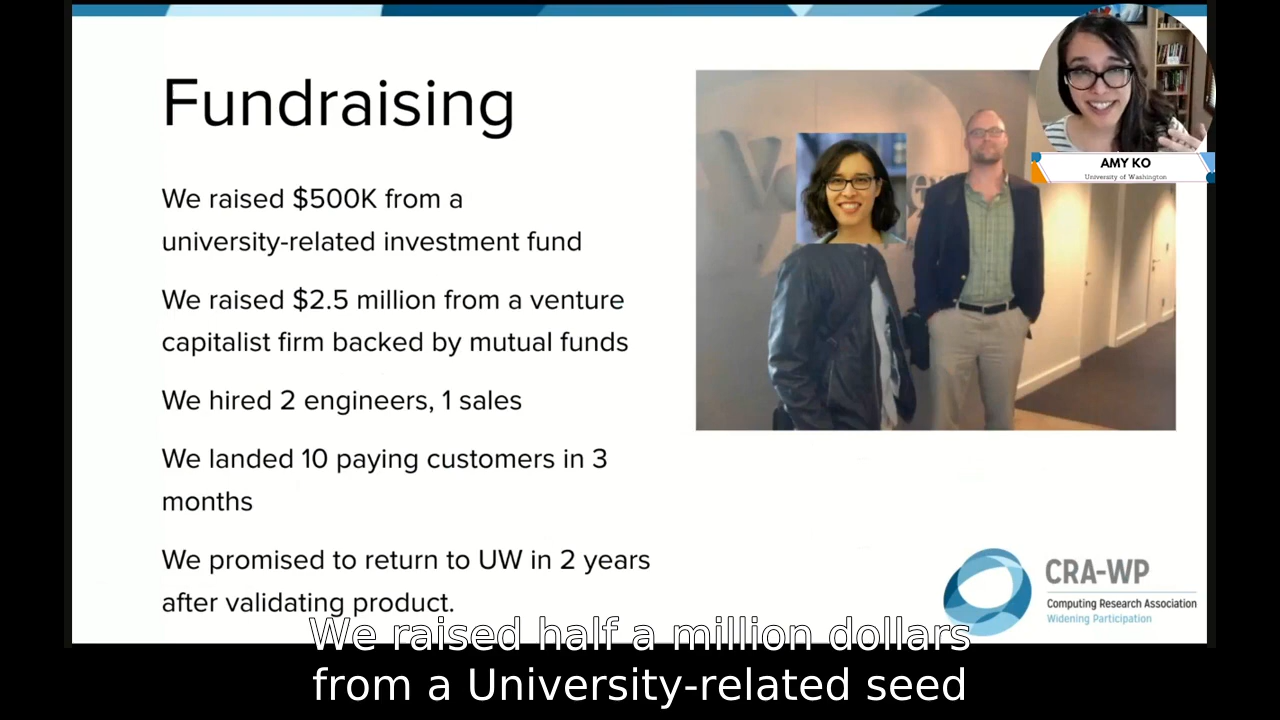 Fundraising
We raised $500K from a
university-related investment fund
We raised $2.5 million from a venture
capitalist firm backed by mutual funds
We hired 2 engineers, 1 sales
We landed 10 paying customers in 3
months
We promised to return to UW in 2 years
after validating product.
AMY KO
University of Washington
CRA-WP
Computing Research Association
Widening Participation
We raised half a million dollars
from a University-related seed